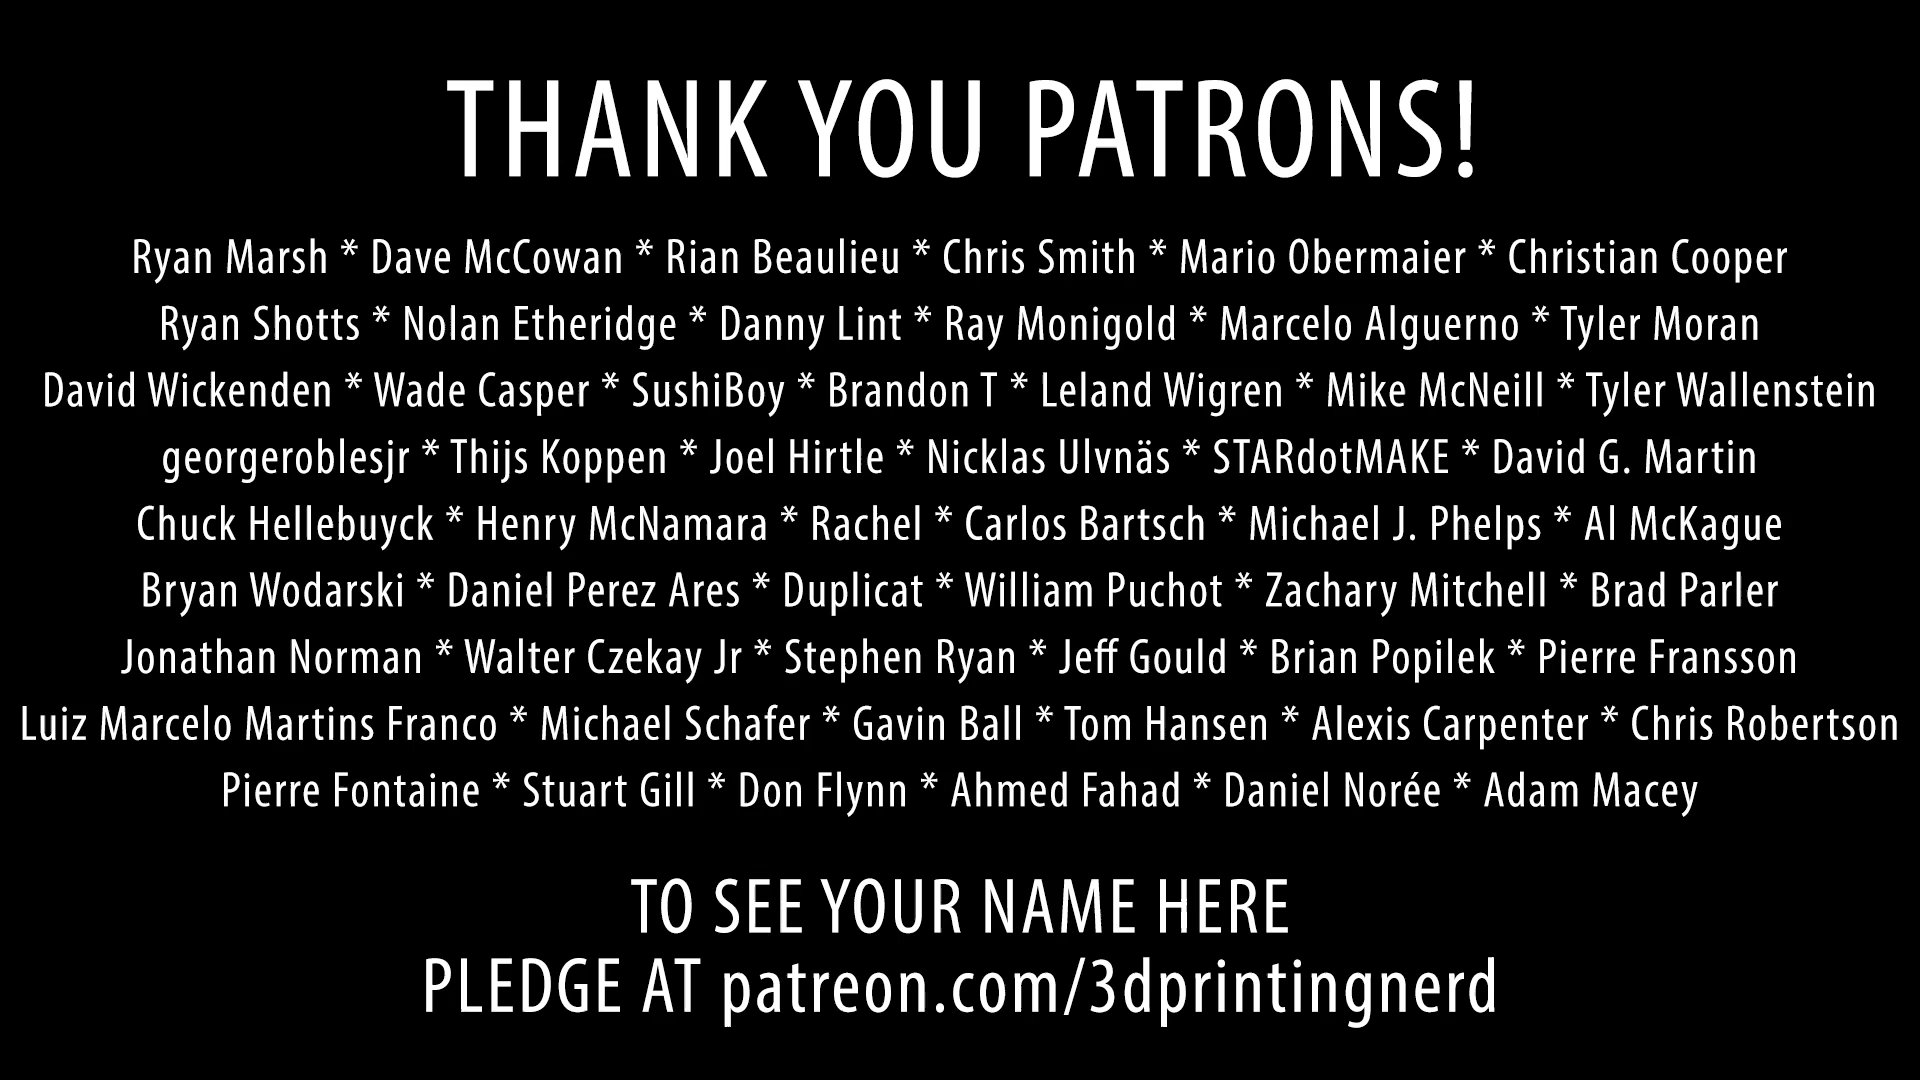 THANK YOU PATRONS!
Ryan Marsh * Dave McCowan * Rian Beaulieu * Chris Smith * Mario Obermaier * Christian Cooper
Ryan Shotts * Nolan Etheridge * Danny Lint * Ray Monigold * Marcelo Alguerno * Tyler Moran
David Wickenden * Wade Casper * SushiBoy * Brandon T * Leland Wigren * Mike McNeill * Tyler Wallenstein
georgeroblesjr * Thijs Koppen * Joel Hirtle * Nicklas Ulvnäs * STARdotMAKE * David G. Martin
Chuck Hellebuyck * Henry McNamara * Rachel * Carlos Bartsch * Michael J. Phelps * Al McKague
Bryan Wodarski * Daniel Perez Ares * Duplicat * William Puchot * Zachary Mitchell * Brad Parler
Jonathan Norman * Walter Czekay Jr * Stephen Ryan * Jeff Gould * Brian Popilek * Pierre Fransson
Luiz Marcelo Martins Franco * Michael Schafer * Gavin Ball * Tom Hansen * Alexis Carpenter * Chris Robertson
Pierre Fontaine * Stuart Gill * Don Flynn * Ahmed Fahad * Daniel Norée * Adam Macey
TO SEE YOUR NAME HERE
PLEDGE AT patreon.com/3dprintingnerd